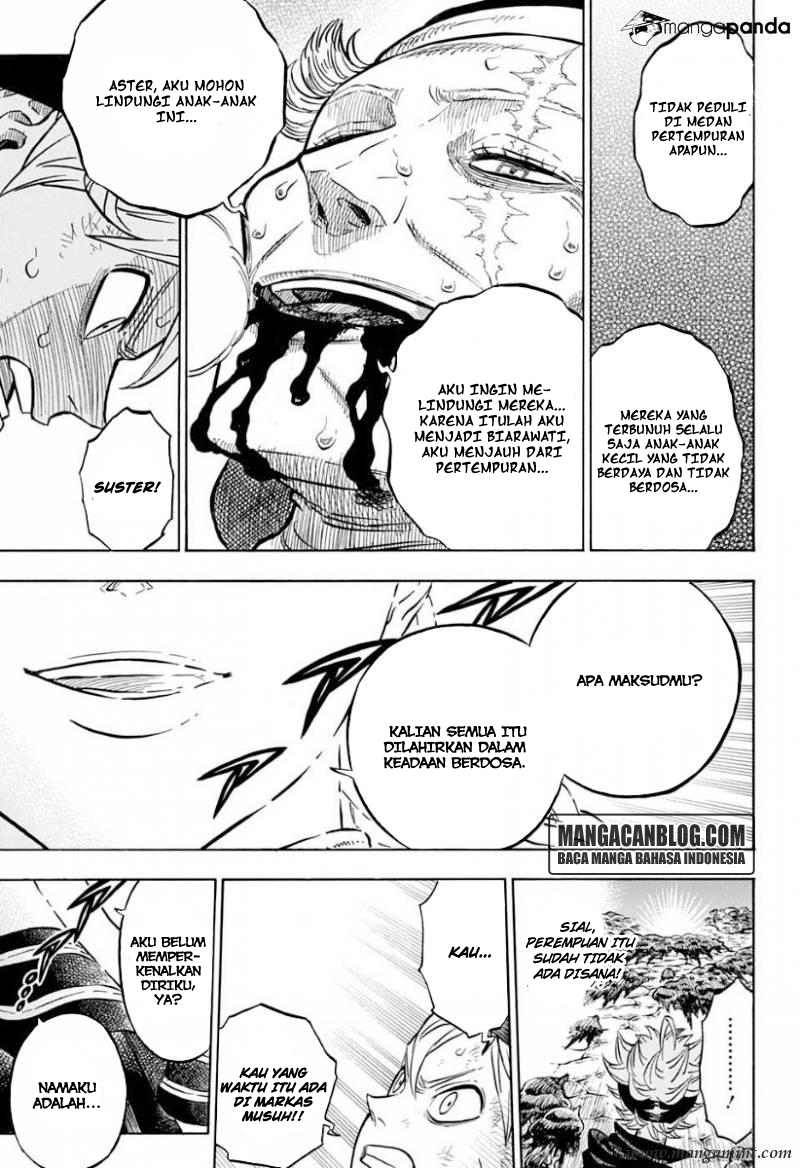 mangapanda
TIDAK PEDULI
DI MEDAN
PERTEMPURAN
APAPUN...
MEREKA YANG
TERBUNUH SELALU
SAJA ANAK-ANAK
KECIL YANG TIDAK
BERDAYA DAN TIDAK
BERDOSA...
ASTER, AKU MOHON
LINDUNGI ANAK-ANAK
INI...
AKU INGIN ME-
LINDUNGI MEREKA...
KARENA ITULAH AKU
MENJADI BIARAWATI,
AKU MENJAUH DARI
PERTEMPURAN...
SUSTER!
APA MAKSUDMU?
KALIAN SEMUA ITU
DILAHIRKAN DALAM
KEADAAN BERDOSA.
MANGACANBLOG.COM
BACA MANGA BAHASA INDONESIA
SIAL,
PEREMPUAN ITU
SUDAH TIDAK
ADA DISANA!
.........
KAU...
KAU YANG
WAKTU ITU ADA
DI MARKAS
MUSUH!!
AKU BELUM
MEMPER-
KENALKAN
DIRIKU,
YA?
NAMAKU
ADALAH...